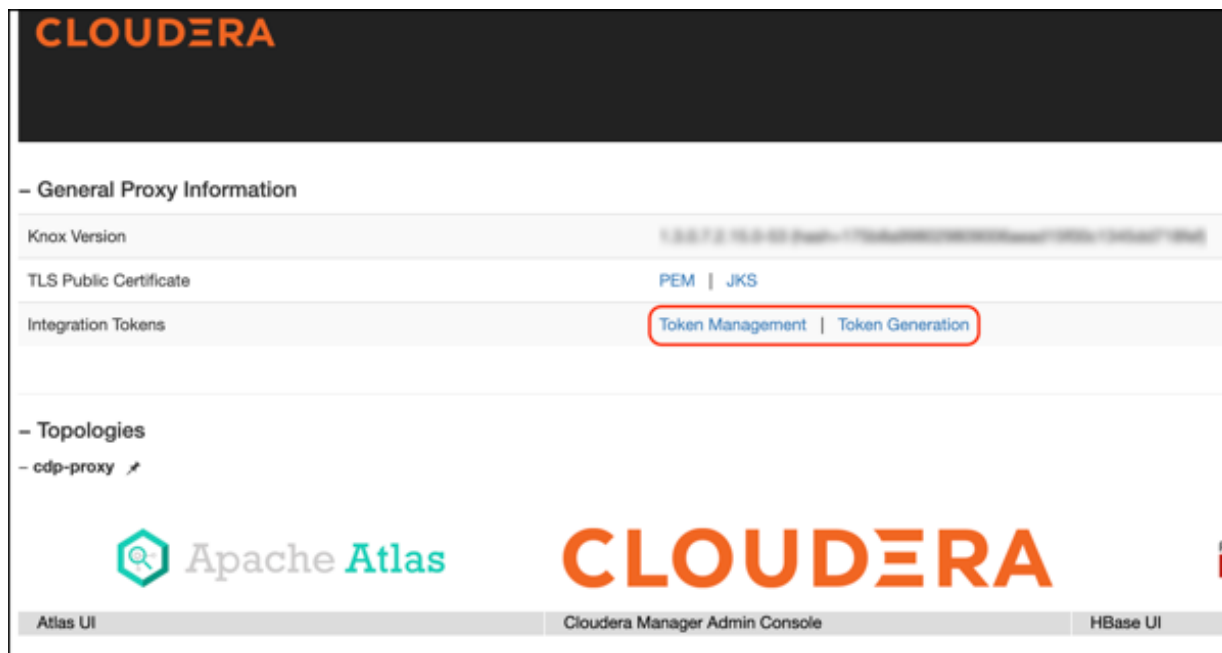 CLOUDERA
– General Proxy Information
Knox Version
TLS Public Certificate PEM | JKS
Integration Tokens Token Management | Token Generation
– Topologies
– cdp-proxy
Apache Atlas CLOUDERA
Atlas UI Cloudera Manager Admin Console HBase UI